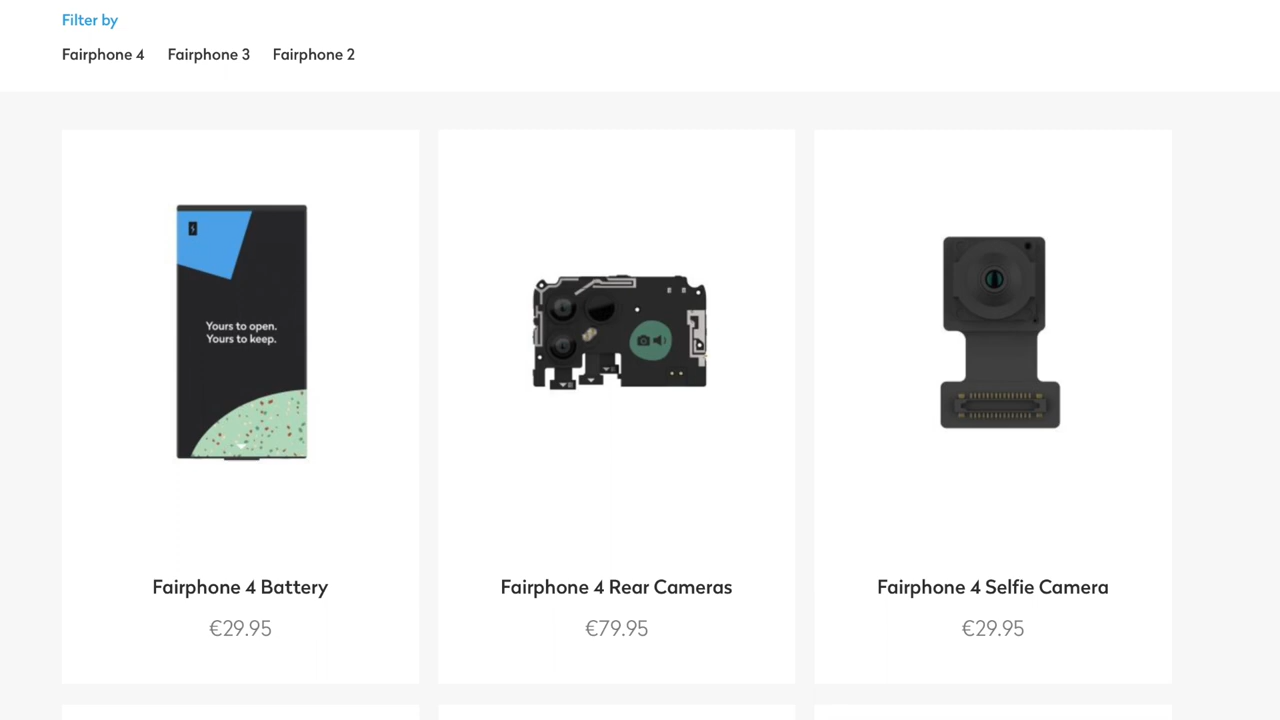 Filter by
Fairphone 4 Fairphone 3 Fairphone 2
Yours to open.
Yours to keep.
Fairphone 4 Battery
€29.95
Fairphone 4 Rear Cameras
€79.95
Fairphone 4 Selfie Camera
€29.95